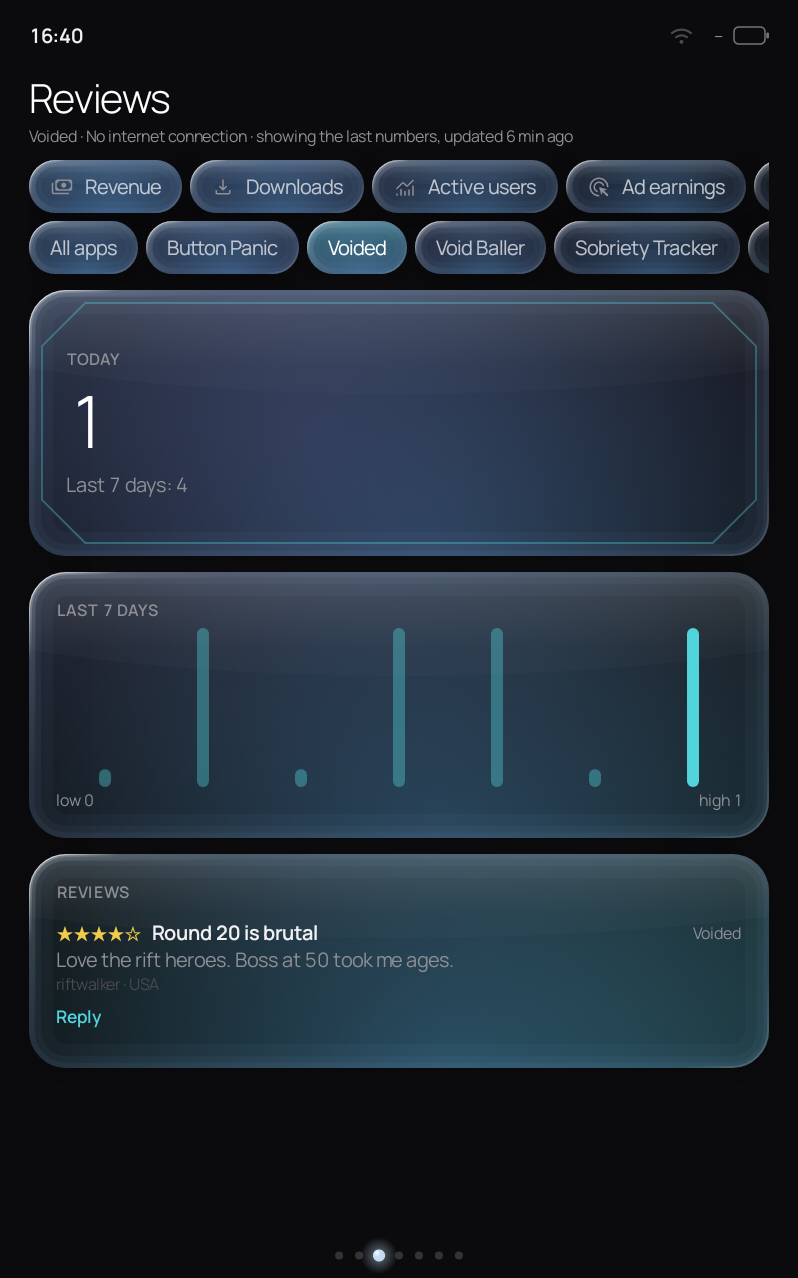 16:40
–
Reviews
Voided · No internet connection · showing the last numbers, updated 6 min ago
Revenue Downloads Active users Ad earnings
All apps Button Panic Voided Void Baller Sobriety Tracker
TODAY
1
Last 7 days: 4
LAST 7 DAYS
low 0 high 1
REVIEWS
★★★★☆ Round 20 is brutal Voided
Love the rift heroes. Boss at 50 took me ages.
riftwalker · USA
Reply